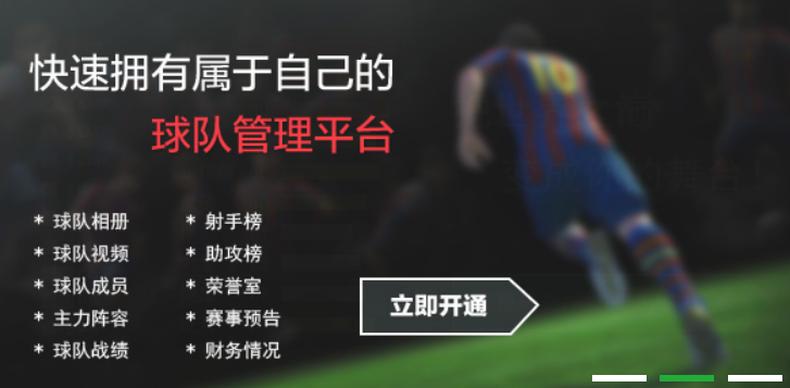 快速拥有属于自己的
球队管理平台
* 球队相册
* 球队视频
* 球队成员
* 主力阵容
* 球队战绩
* 射手榜
* 助攻榜
* 荣誉室
* 赛事预告
* 财务情况
立即开通
10